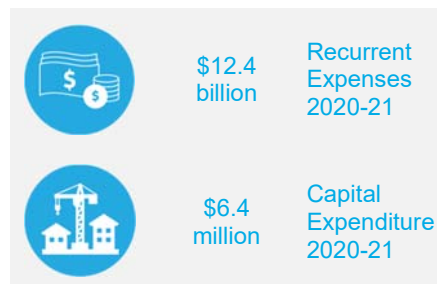 $
$
$12.4
billion
Recurrent
Expenses
2020-21
$6.4
million
Capital
Expenditure
2020-21